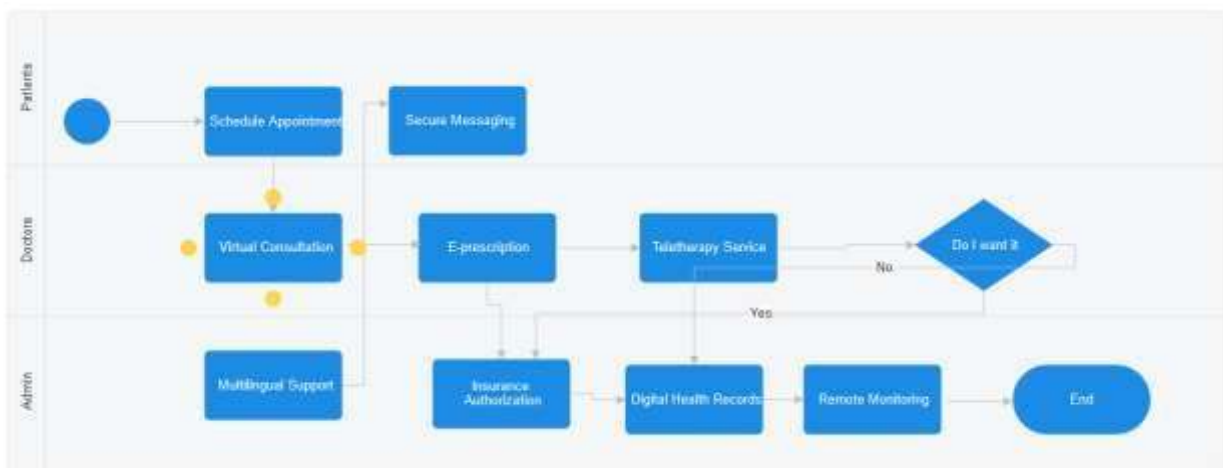 Patients
Schedule Appointment
Secure Messaging
Doctors
Virtual Consultation
E-prescription
Teletherapy Service
Do I want it
No
Yes
Admin
Multilingual Support
Insurance
Authorization
Digital Health Records
Remote Monitoring
End